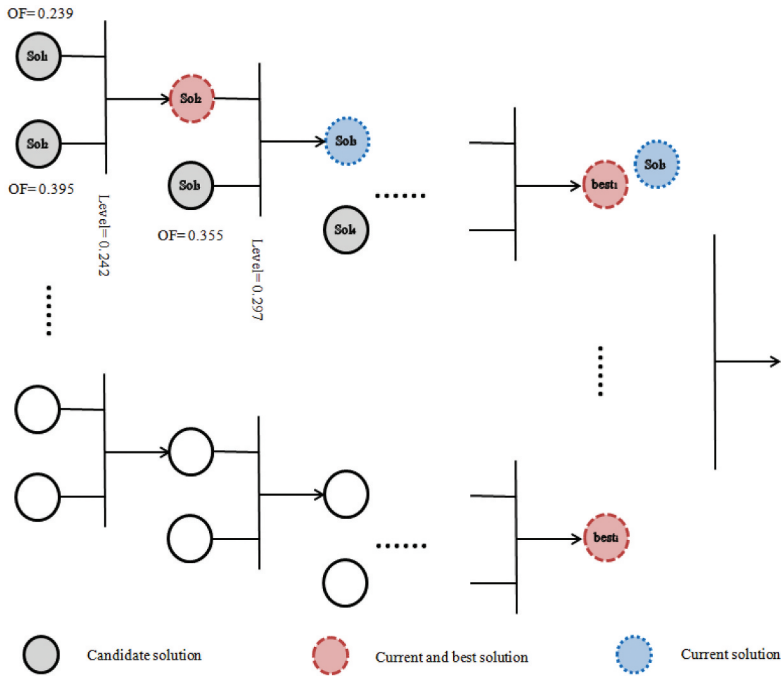 OF= 0.239
Sol₁
Sol₂
OF= 0.395
Level= 0.242
Sol₂
Sol₃
OF= 0.355
Level= 0.297
Sol₃
Sol₄
best₁
Sol₃
best₁
Candidate solution
Current and best solution
Current solution